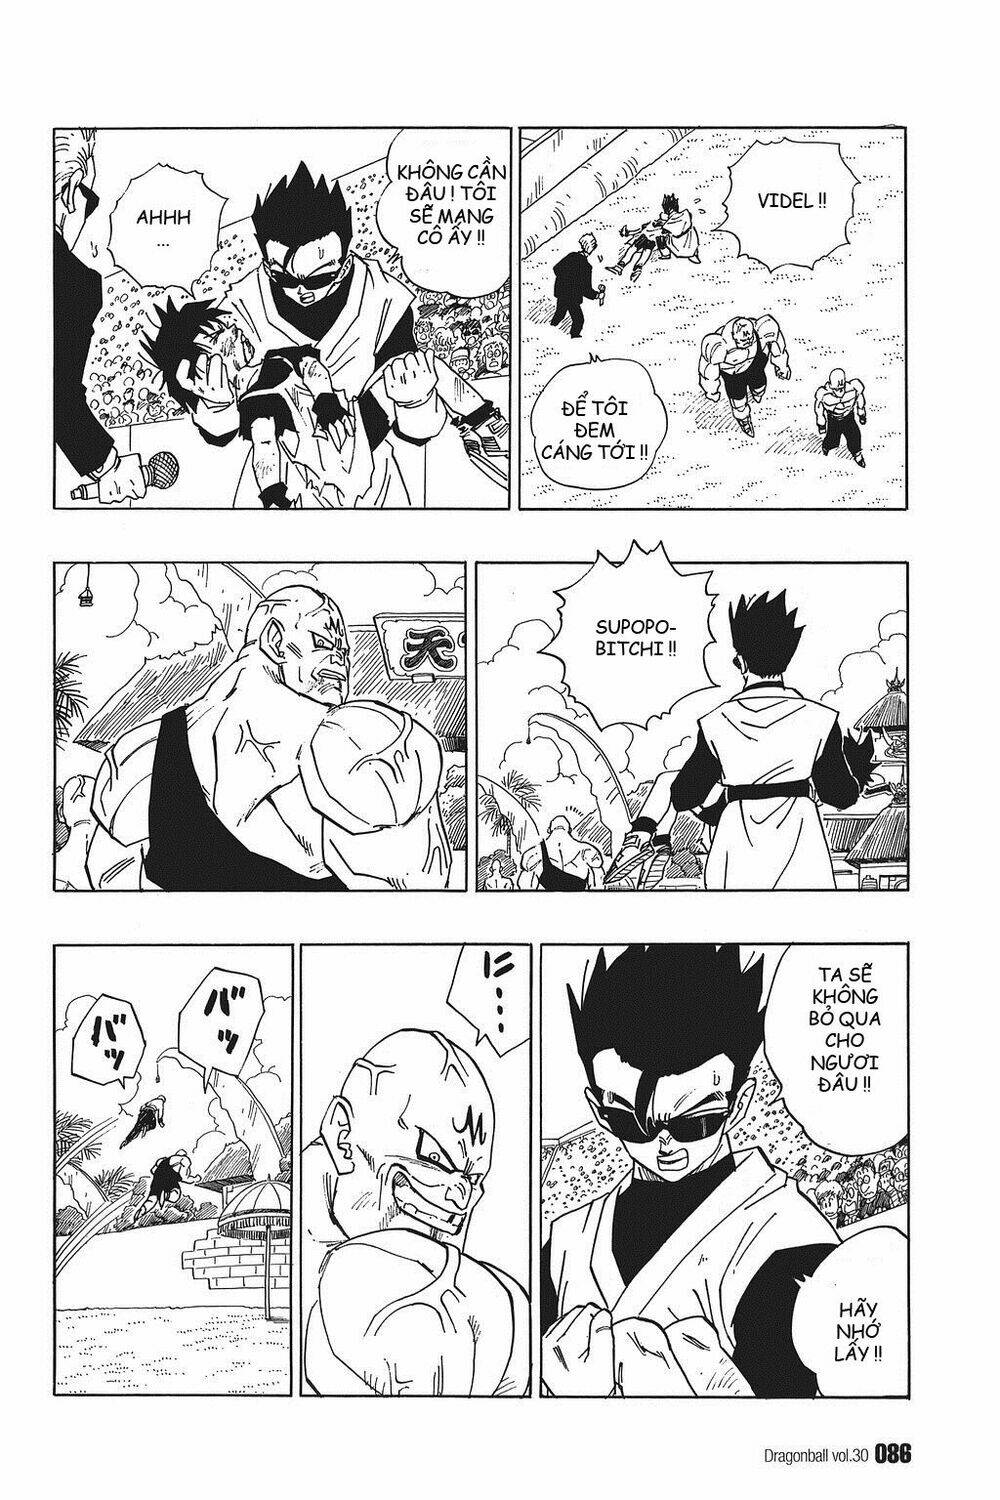 VIDEL !!
ĐỂ TÔI
ĐEM
CÁNG TỚI !!
KHÔNG CẦN
ĐÂU ! TÔI
SẼ MANG
CÔ ẤY !!
AHHH
...
SUPOPO-
BITCHI !!
M
天
TA SẼ
KHÔNG
BỎ QUA
CHO
NGƯƠI
ĐÂU !!
HÃY
NHỚ
LẤY !!
ニ…
M
バッ
バッ
Dragonball vol.30 086